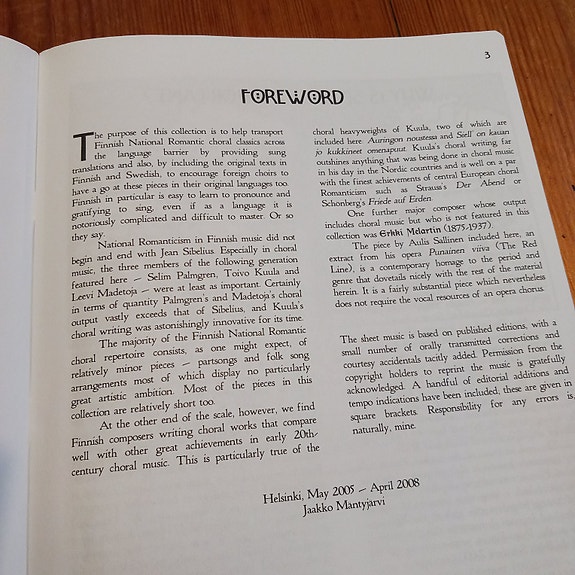 3
FOREWORD
The purpose of this collection is to help transport
Finnish National Romantic choral classics across
the language barrier by providing sung
translations and also, by including the original texts in
Finnish and Swedish, to encourage foreign choirs to
have a go at these pieces in their original languages too.
Finnish in particular is easy to learn to pronounce and
gratifying to sing, even if as a language it is
notoriously complicated and difficult to master. Or so
they say.
National Romanticism in Finnish music did not
begin and end with Jean Sibelius. Especially in choral
music, the three members of the following generation
featured here – Selim Palmgren, Toivo Kuula and
Leevi Madetoja – were at least as important. Certainly
in terms of quantity Palmgren's and Madetoja's choral
output vastly exceeds that of Sibelius, and Kuula's
choral writing was astonishingly innovative for its time.
The majority of the Finnish National Romantic
choral repertoire consists, as one might expect, of
relatively minor pieces – partsongs and folk song
arrangements most of which display no particularly
great artistic ambition. Most of the pieces in this
collection are relatively short too.
At the other end of the scale, however, we find
Finnish composers writing choral works that compare
well with other great achievements in early 20th-
century choral music. This is particularly true of the
choral heavyweights of Kuula, two of which are
included here: Auringon noustessa and Siell' on kauan
jo kukkineet omenapuut. Kuula's choral writing far
outshines anything that was being done in choral music
in his day in the Nordic countries and is well on a par
with the finest achievements of central European choral
Romanticism such as Strauss's Der Abend or
Schönberg's Friede auf Erden.
One further major composer whose output
includes choral music but who is not featured in this
collection was Erkki Melartin (1875-1937).
The piece by Aulis Sallinen included here, an
extract from his opera Punainen viiva (The Red
Line), is a contemporary homage to the period and
genre that dovetails nicely with the rest of the material
herein. It is a fairly substantial piece which nevertheless
does not require the vocal resources of an opera chorus.
The sheet music is based on published editions, with a
small number of orally transmitted corrections and
courtesy accidentals tacitly added. Permission from the
copyright holders to reprint the music is gratefully
acknowledged. A handful of editorial additions and
tempo indications have been included; these are given in
square brackets. Responsibility for any errors is,
naturally, mine.
Helsinki, May 2005 – April 2008
Jaakko Mäntyjärvi